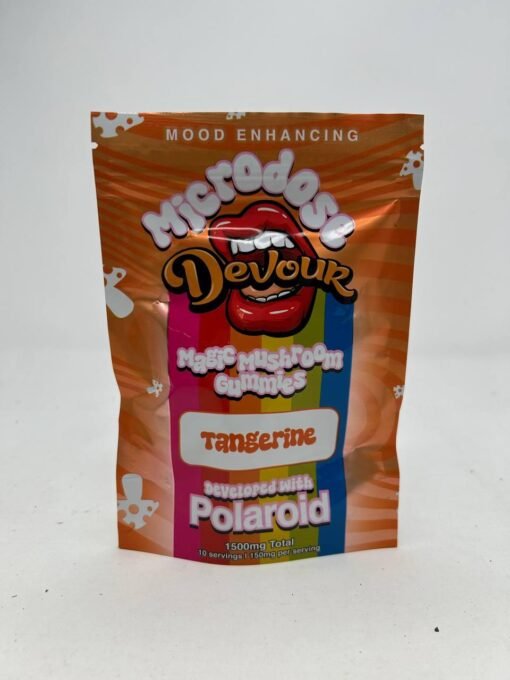 MOOD ENHANCING
Microdose
Devour
Magic Mushroom
Gummies
Tangerine
Developed With
Polaroid
1500mg Total
10 servings | 150mg per serving